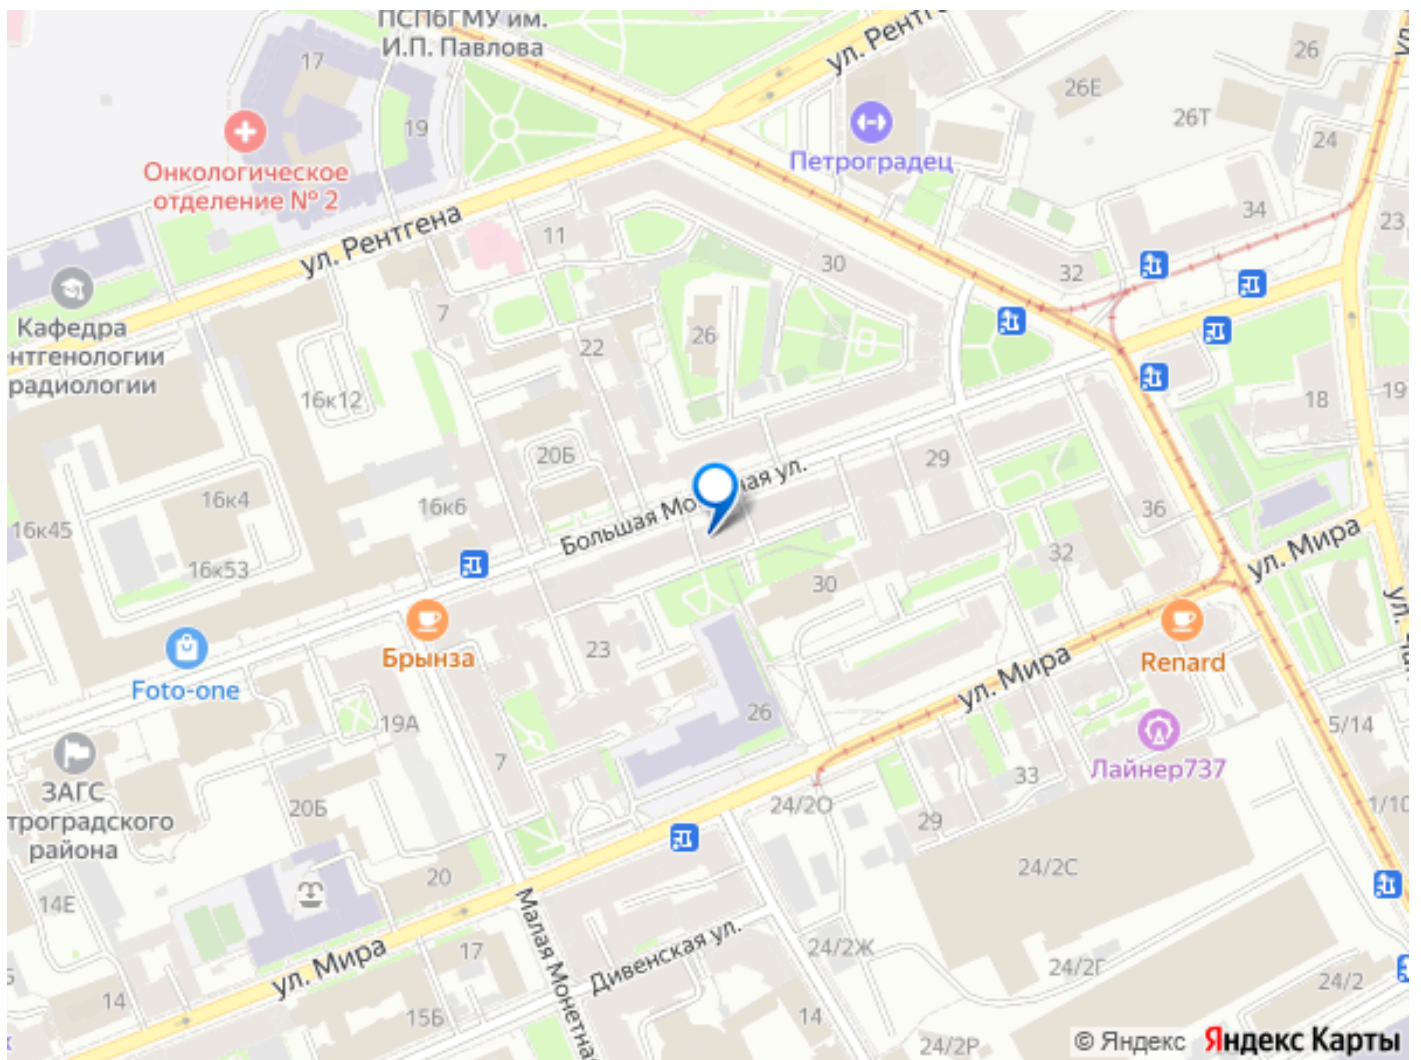 ПСПбГМУ им.
И.П. Павлова
ул. Рентге
26
17
26Е
26Т
19
24
Петроградец
Онкологическое
отделение № 2
34
23
ул. Рентгена
11
30
32
Кафедра
ентгенологии
радиологии
7
26
22
16к12
18
19
20Б
29
Большая Мо
ная ул.
16к4
16к6
16к45
36
ул. Мира
16к53
32
30
Брынза
23
Foto-one
Renard
ул. Мира
19А
26
5/14
7
Лайнер737
ЗАГС
троградского
района
33
20Б
24/2О
29
1/10
24/2С
20
14Е
Малая Монетна
17
Дивенская ул.
24/2Ж
ул. Мира
24/2Г
24/2
14
15Б
14
24/2Р
© Яндекс Яндекс Карты